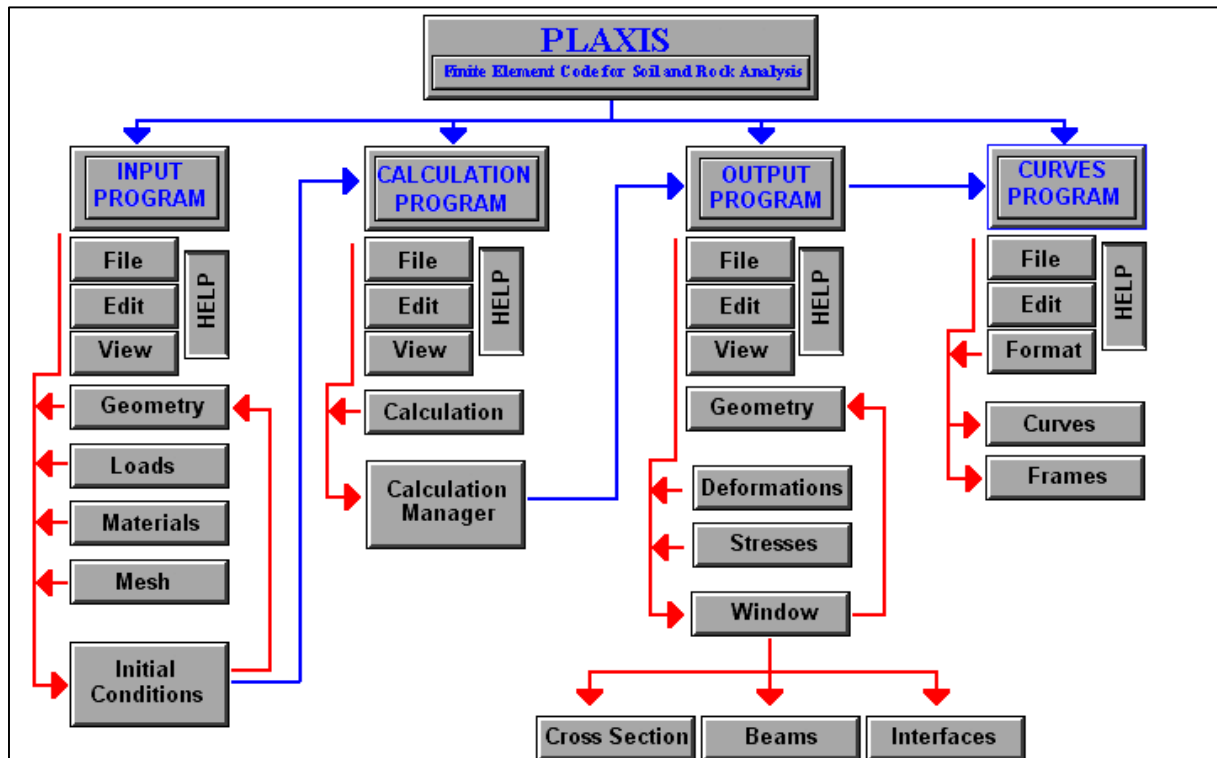 PLAXIS
Finite Element Code for Soil and Rock Analysis
INPUT
PROGRAM
File
Edit
View
HELP
Geometry
Loads
Materials
Mesh
Initial
Conditions
CALCULATION
PROGRAM
File
Edit
View
HELP
Calculation
Calculation
Manager
OUTPUT
PROGRAM
File
Edit
View
HELP
Geometry
Deformations
Stresses
Window
Cross Section
Beams
Interfaces
CURVES
PROGRAM
File
Edit
Format
HELP
Curves
Frames